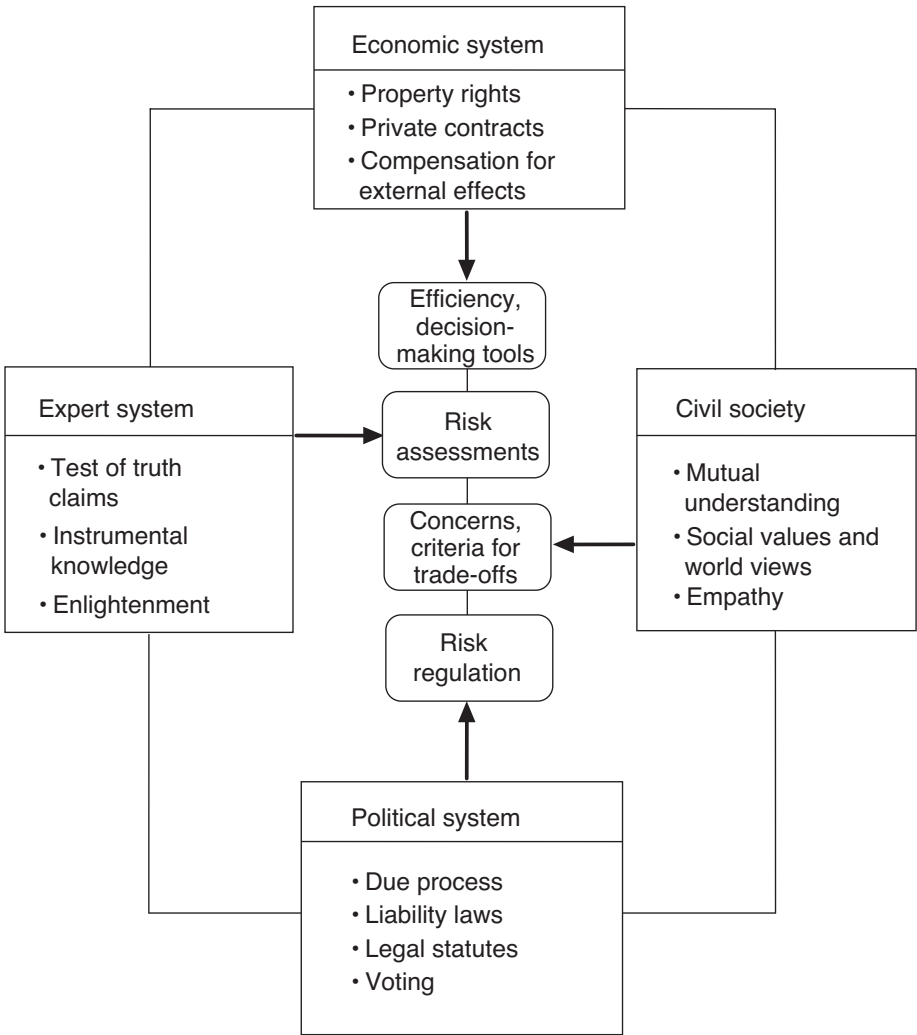 Economic system
• Property rights
• Private contracts
• Compensation for
external effects
Efficiency,
decision-
making tools
Expert system
• Test of truth
claims
• Instrumental
knowledge
• Enlightenment
Risk
assessments
Concerns,
criteria for
trade-offs
Risk
regulation
Civil society
• Mutual
understanding
• Social values and
world views
• Empathy
Political system
• Due process
• Liability laws
• Legal statutes
• Voting